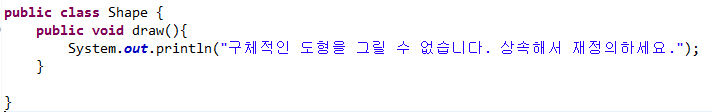 public class Shape {
public void draw(){
System.out.println("구체적인 도형을 그릴 수 없습니다. 상속해서 재정의하세요.");
}
}